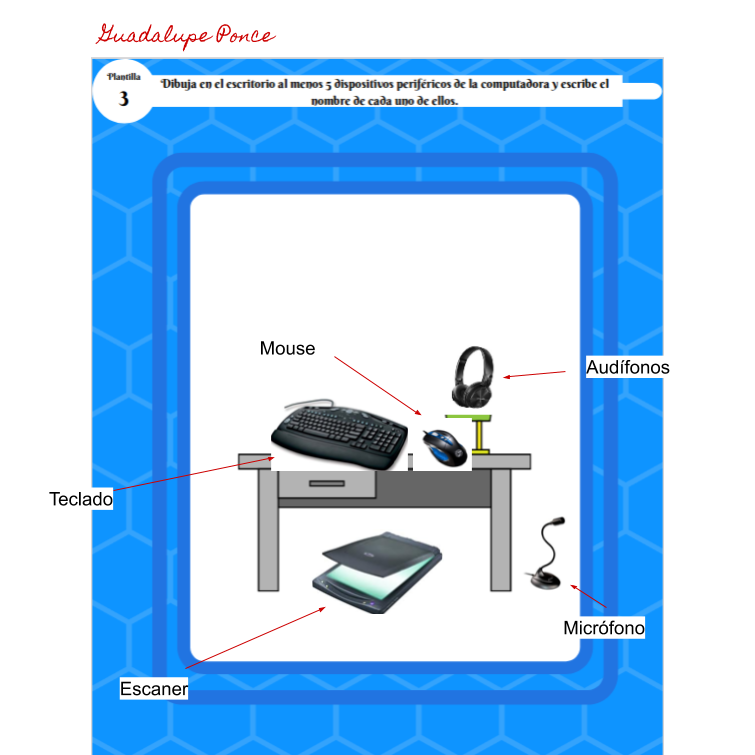 Guadalupe Ponce
Plantilla
3
Dibuja en el escritorio al menos 5 dispositivos periféricos de la computadora y escribe el
nombre de cada uno de ellos.
Mouse
Audífonos
Teclado
Micrófono
Escaner